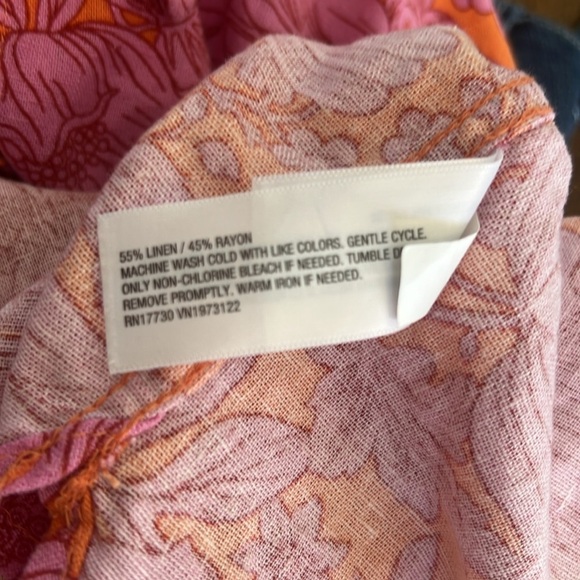 55% LINEN / 45% RAYON
MACHINE WASH COLD WITH LIKE COLORS. GENTLE CYCLE.
ONLY NON-CHLORINE BLEACH IF NEEDED. TUMBLE
REMOVE PROMPTLY. WARM IRON IF NEEDED.
RN17730 VN1973122